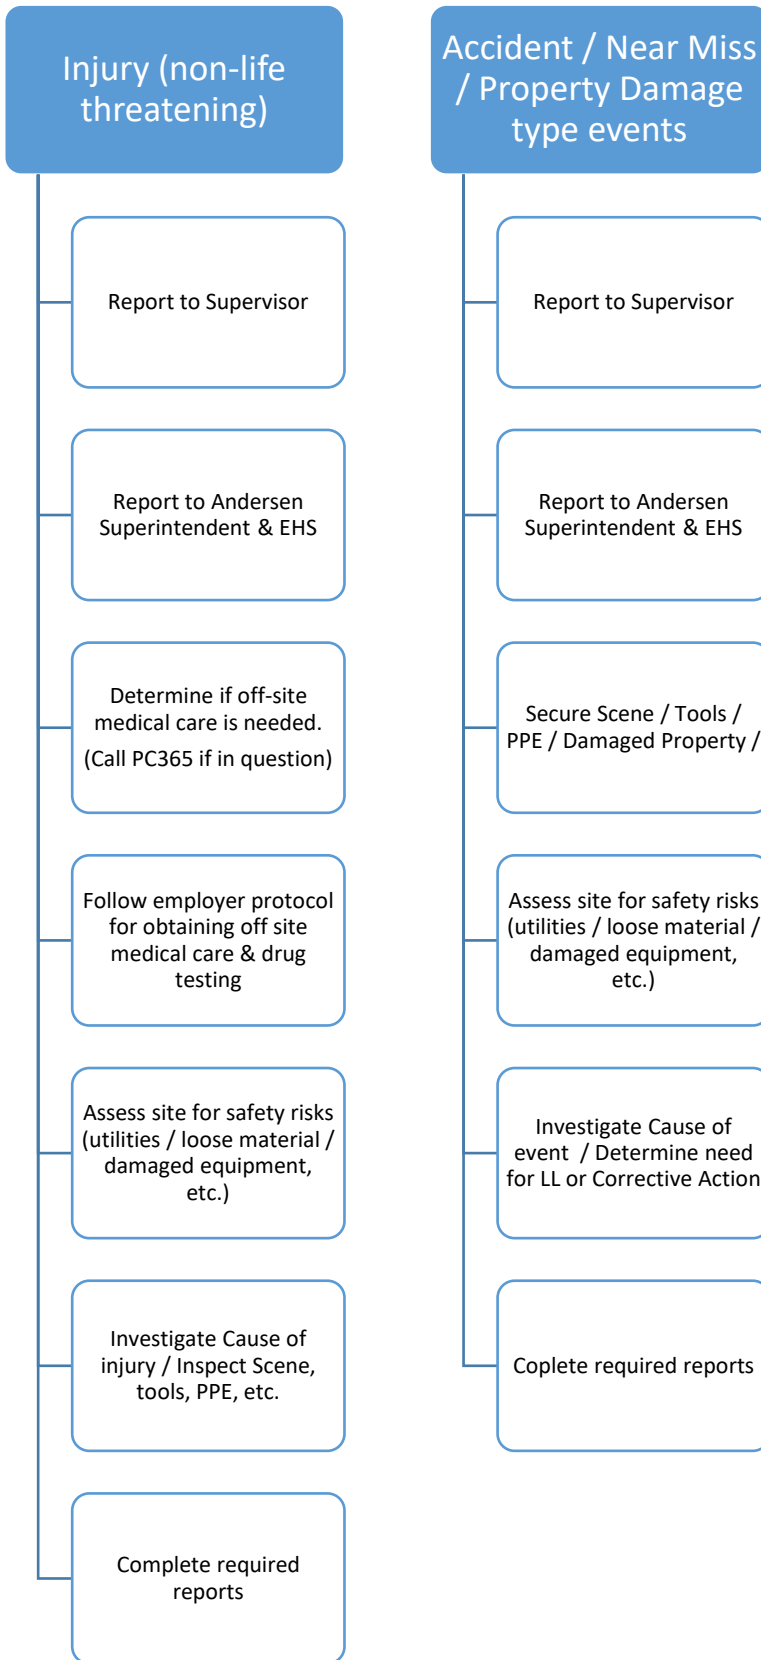 Injury (non-life
threatening)
Report to Supervisor
Report to Andersen
Superintendent & EHS
Determine if off-site
medical care is needed.
(Call PC365 if in question)
Follow employer protocol
for obtaining off site
medical care & drug
testing
Assess site for safety risks
(utilities / loose material /
damaged equipment,
etc.)
Investigate Cause of
injury / Inspect Scene,
tools, PPE, etc.
Complete required
reports
Accident / Near Miss
/ Property Damage
type events
Report to Supervisor
Report to Andersen
Superintendent & EHS
Secure Scene / Tools /
PPE / Damaged Property /
Assess site for safety risks
(utilities / loose material /
damaged equipment,
etc.)
Investigate Cause of
event / Determine need
for LL or Corrective Action
Coplete required reports